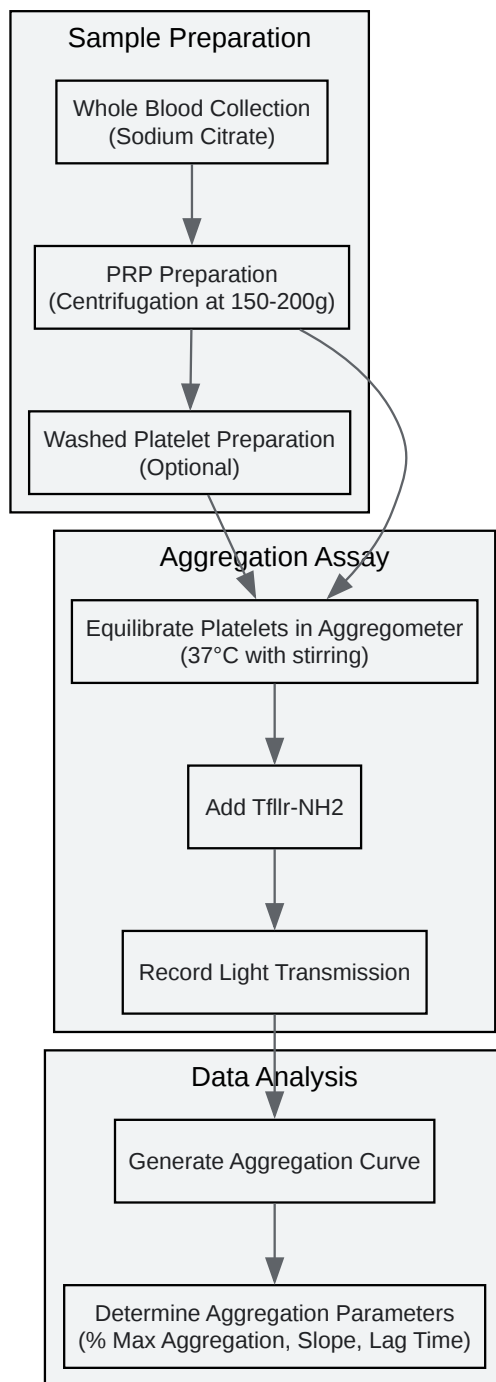 Sample Preparation
Whole Blood Collection
(Sodium Citrate)
PRP Preparation
(Centrifugation at 150-200g)
Washed Platelet Preparation
(Optional)
Aggregation Assay
Equilibrate Platelets in Aggregometer
(37°C with stirring)
Add Tfllr-NH2
Record Light Transmission
Data Analysis
Generate Aggregation Curve
Determine Aggregation Parameters
(% Max Aggregation, Slope, Lag Time)